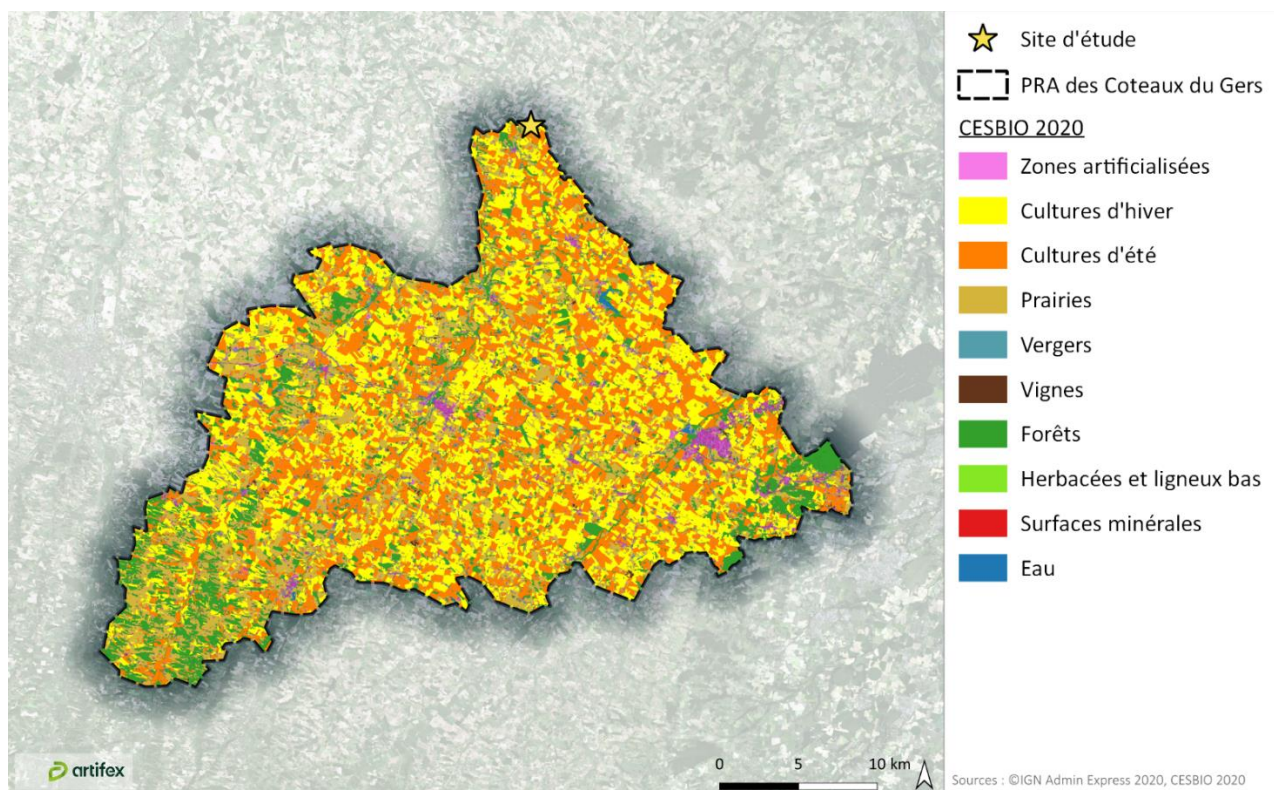 Site d'étude
PRA des Coteaux du Gers
CESBIO 2020
Zones artificialisées
Cultures d'hiver
Cultures d'été
Prairies
Vergers
Vignes
Forêts
Herbacées et ligneux bas
Surfaces minérales
Eau
artifex
0 5 10 km
Sources : ©IGN Admin Express 2020, CESBIO 2020